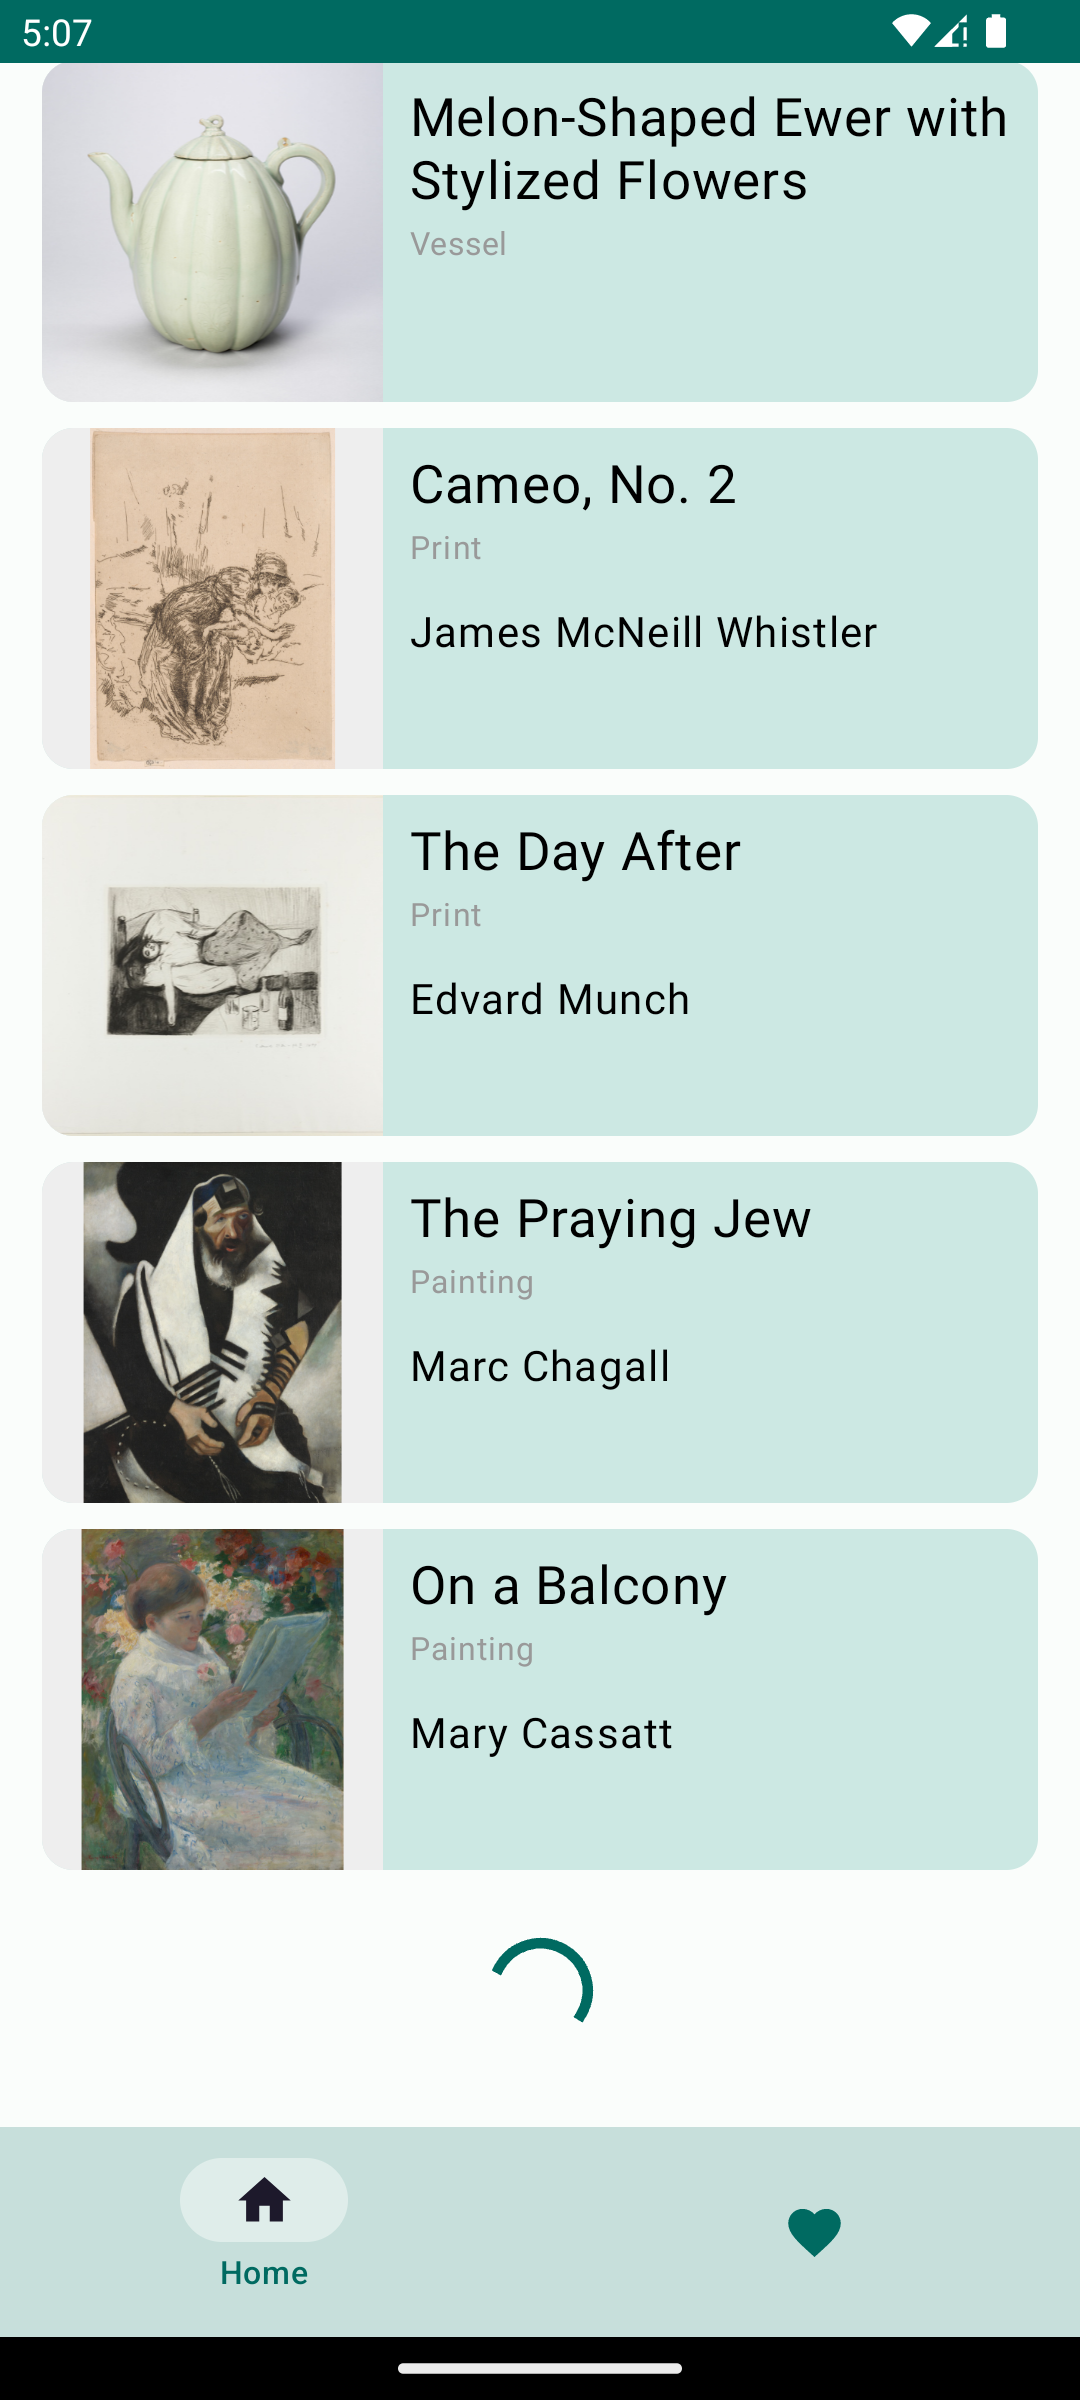 5:07
Melon-Shaped Ewer with
Stylized Flowers
Vessel
Cameo, No. 2
Print
James McNeill Whistler
The Day After
Print
Edvard Munch
The Praying Jew
Painting
Marc Chagall
On a Balcony
Painting
Mary Cassatt
Home